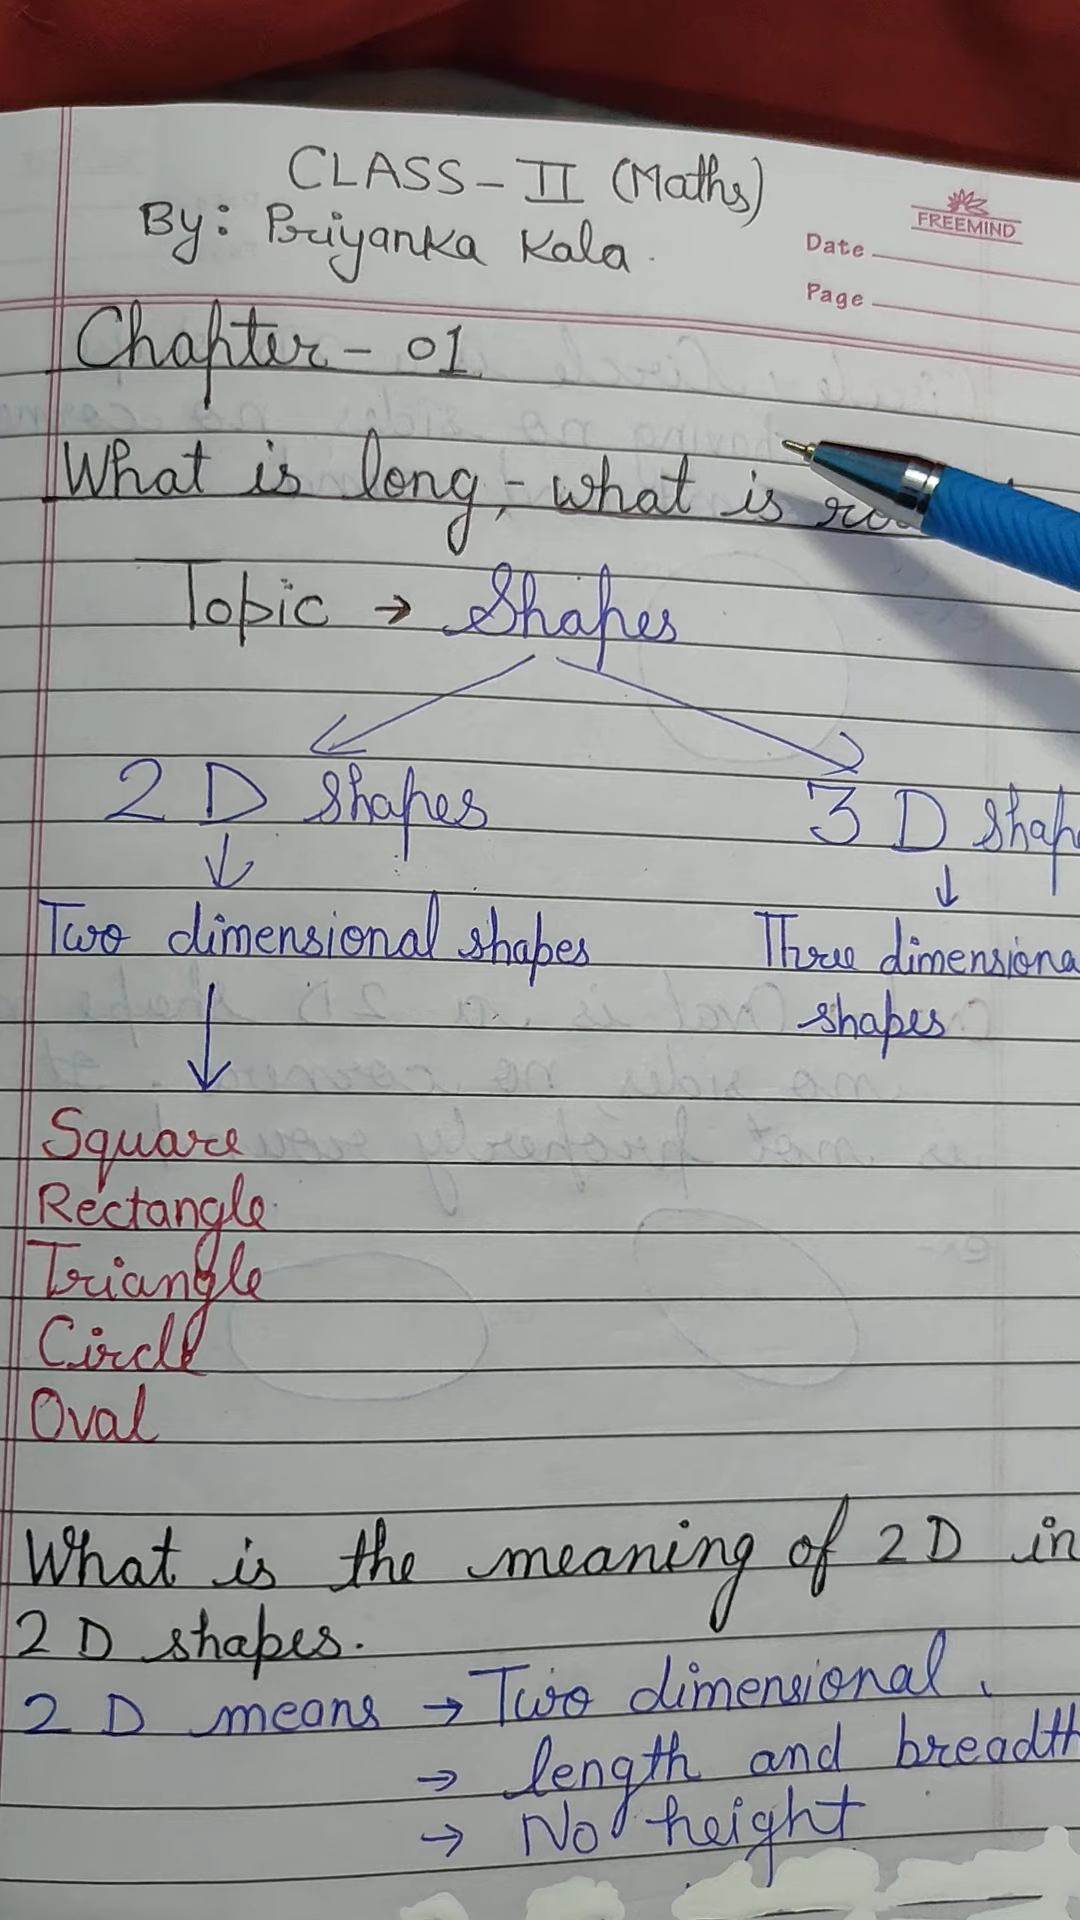 CLASS - II (Maths)
By: Priyanka Kala.
FREEMIND
Date
Page
Chapter - 01
What is long, - what is
Topic → Shapes
2 D shapes
3 D shap
Two dimensional shapes
Three dimensiona
shapes
Square
Rectangle
Triangle
Circle
Oval
What is the meaning of 2D in
2 D shapes.
2 D means → Two dimensional.
→ length and breadth
→ No height